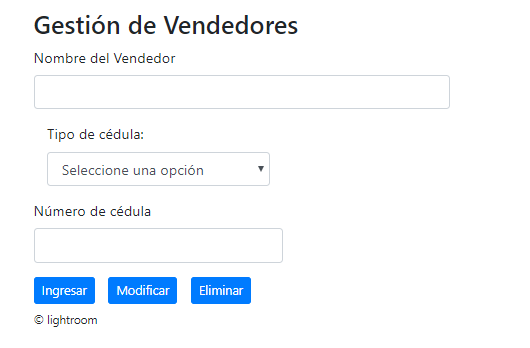 Gestión de Vendedores
Nombre del Vendedor
Tipo de cédula:
Seleccione una opción
Número de cédula
Ingresar Modificar Eliminar
© lightroom